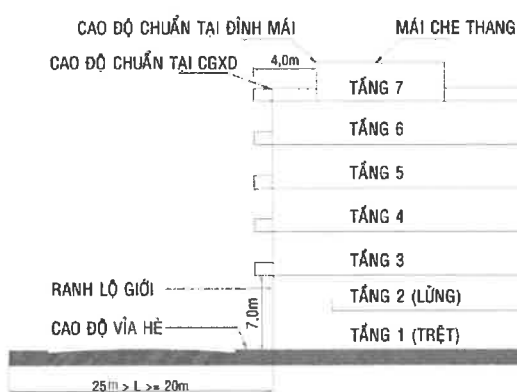 CAO ĐỘ CHUẨN TẠI ĐỈNH MÁI
MÁI CHE THANG
CAO ĐỘ CHUẨN TẠI CGXD
4,0m
TẦNG 7
TẦNG 6
TẦNG 5
TẦNG 4
TẦNG 3
RANH LỘ GIỚI
7,0m
TẦNG 2 (LỬNG)
CAO ĐỘ VỈA HÈ
TẦNG 1 (TRỆT)
25m > L >= 20m